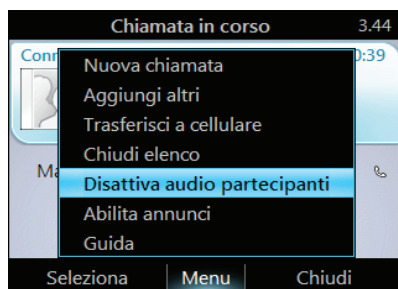 Chiamata in corso 3.44
Nuova chiamata
Aggiungi altri
Trasferisci a cellulare
Chiudi elenco
Disattiva audio partecipanti
Abilita annunci
Guida
Seleziona Menu Chiudi